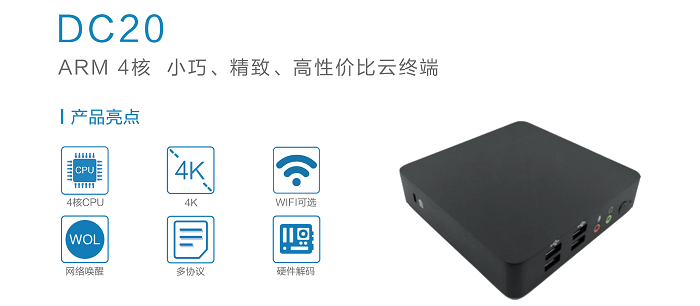 DC20
ARM 4核 小巧、精致、高性价比云终端
产品亮点
CPU
4K
4核CPU
4K
WIFI可选
WOL
网络唤醒
多协议
硬件解码